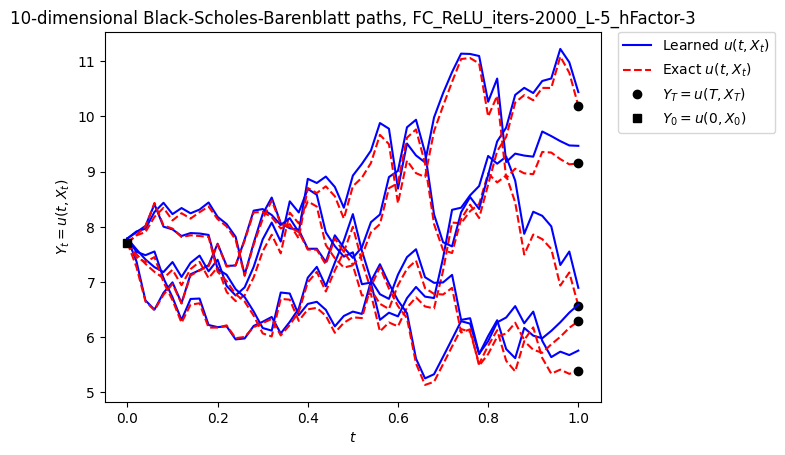 10-dimensional Black-Scholes-Barenblatt paths, FC_ReLU_iters-2000_L-5_hFactor-3
Learned u(t, X_t)
Exact u(t, X_t)
Y_T = u(T, X_T)
Y_0 = u(0, X_0)
Y_t = u(t, X_t)
11
10
9
8
7
6
5
0.0 0.2 0.4 0.6 0.8 1.0
t